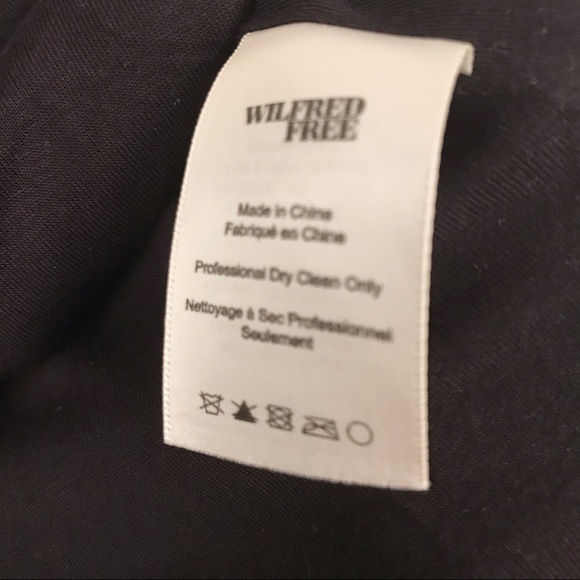 WILFRED
FREE
Made in China
Fabriqué en Chine
Professional Dry Clean Only
Nettoyage à Sec Professionnel
Seulement